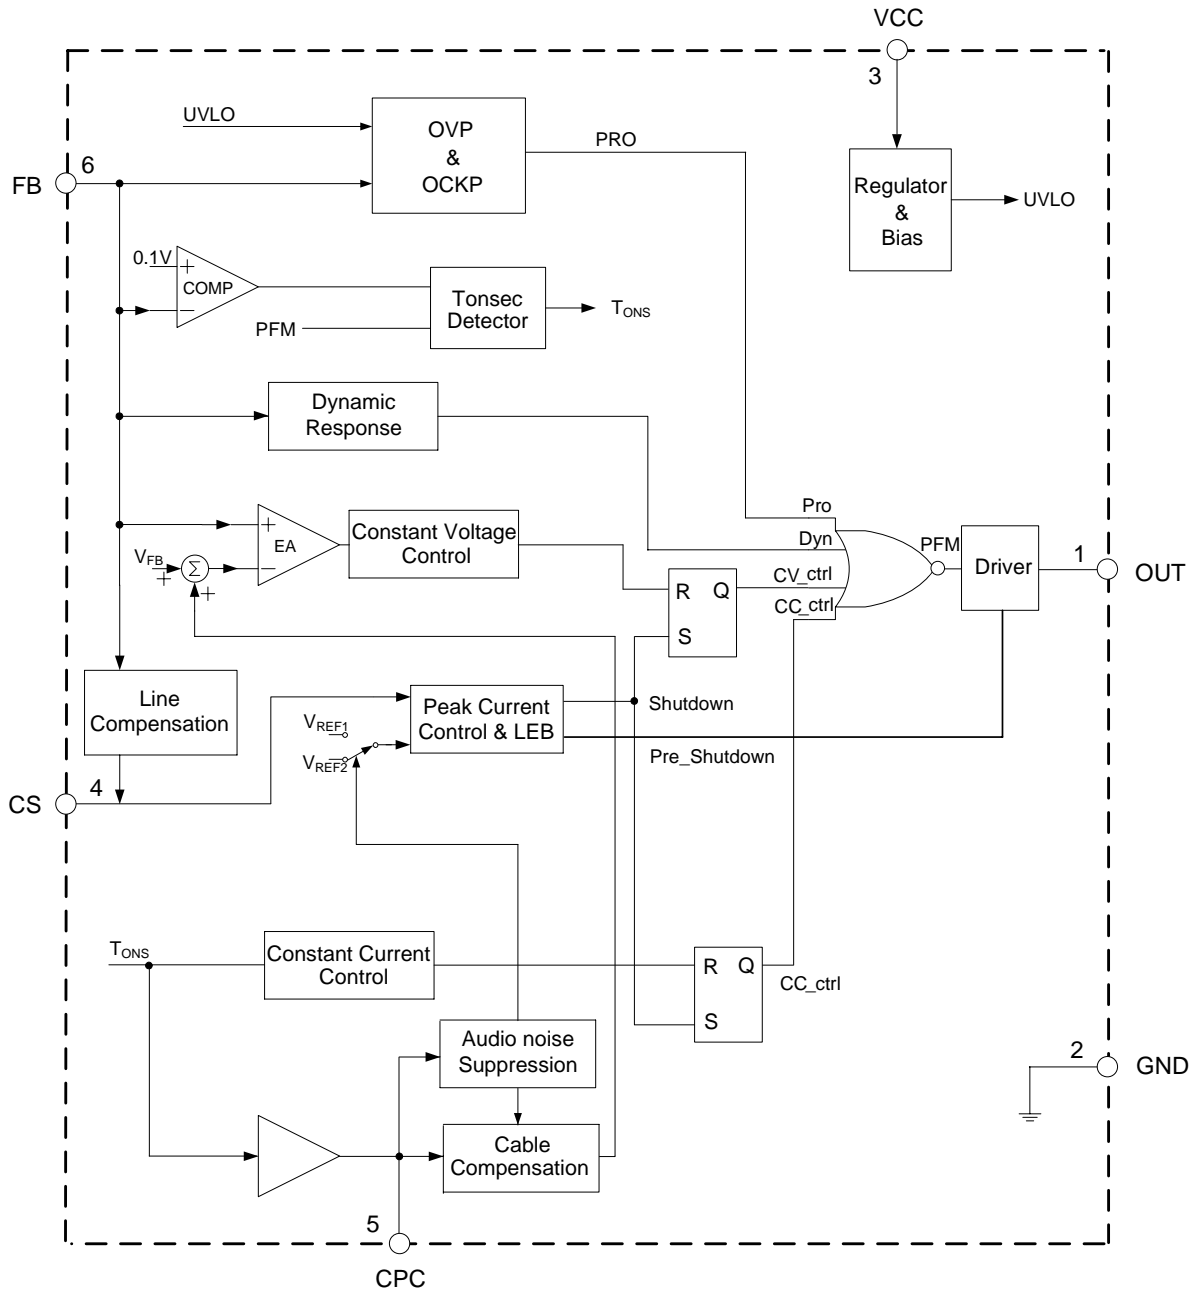 VCC
3
UVLO
OVP
&
OCKP
PRO
6
FB
Regulator
&
Bias
UVLO
0.1V
+
COMP
−
Tonsec
Detector
TONS
PFM
Dynamic
Response
Pro
+
EA
−
Constant Voltage
Control
Dyn
PFM
Driver
1
OUT
VFB
+
Σ
+
R Q
S
CV_ctrl
CC_ctrl
Line
Compensation
Peak Current
Control & LEB
Shutdown
VREF1
VREF2
Pre_Shutdown
4
CS
TONS
Constant Current
Control
R Q
S
CC_ctrl
Audio noise
Suppression
2
GND
Cable
Compensation
5
CPC